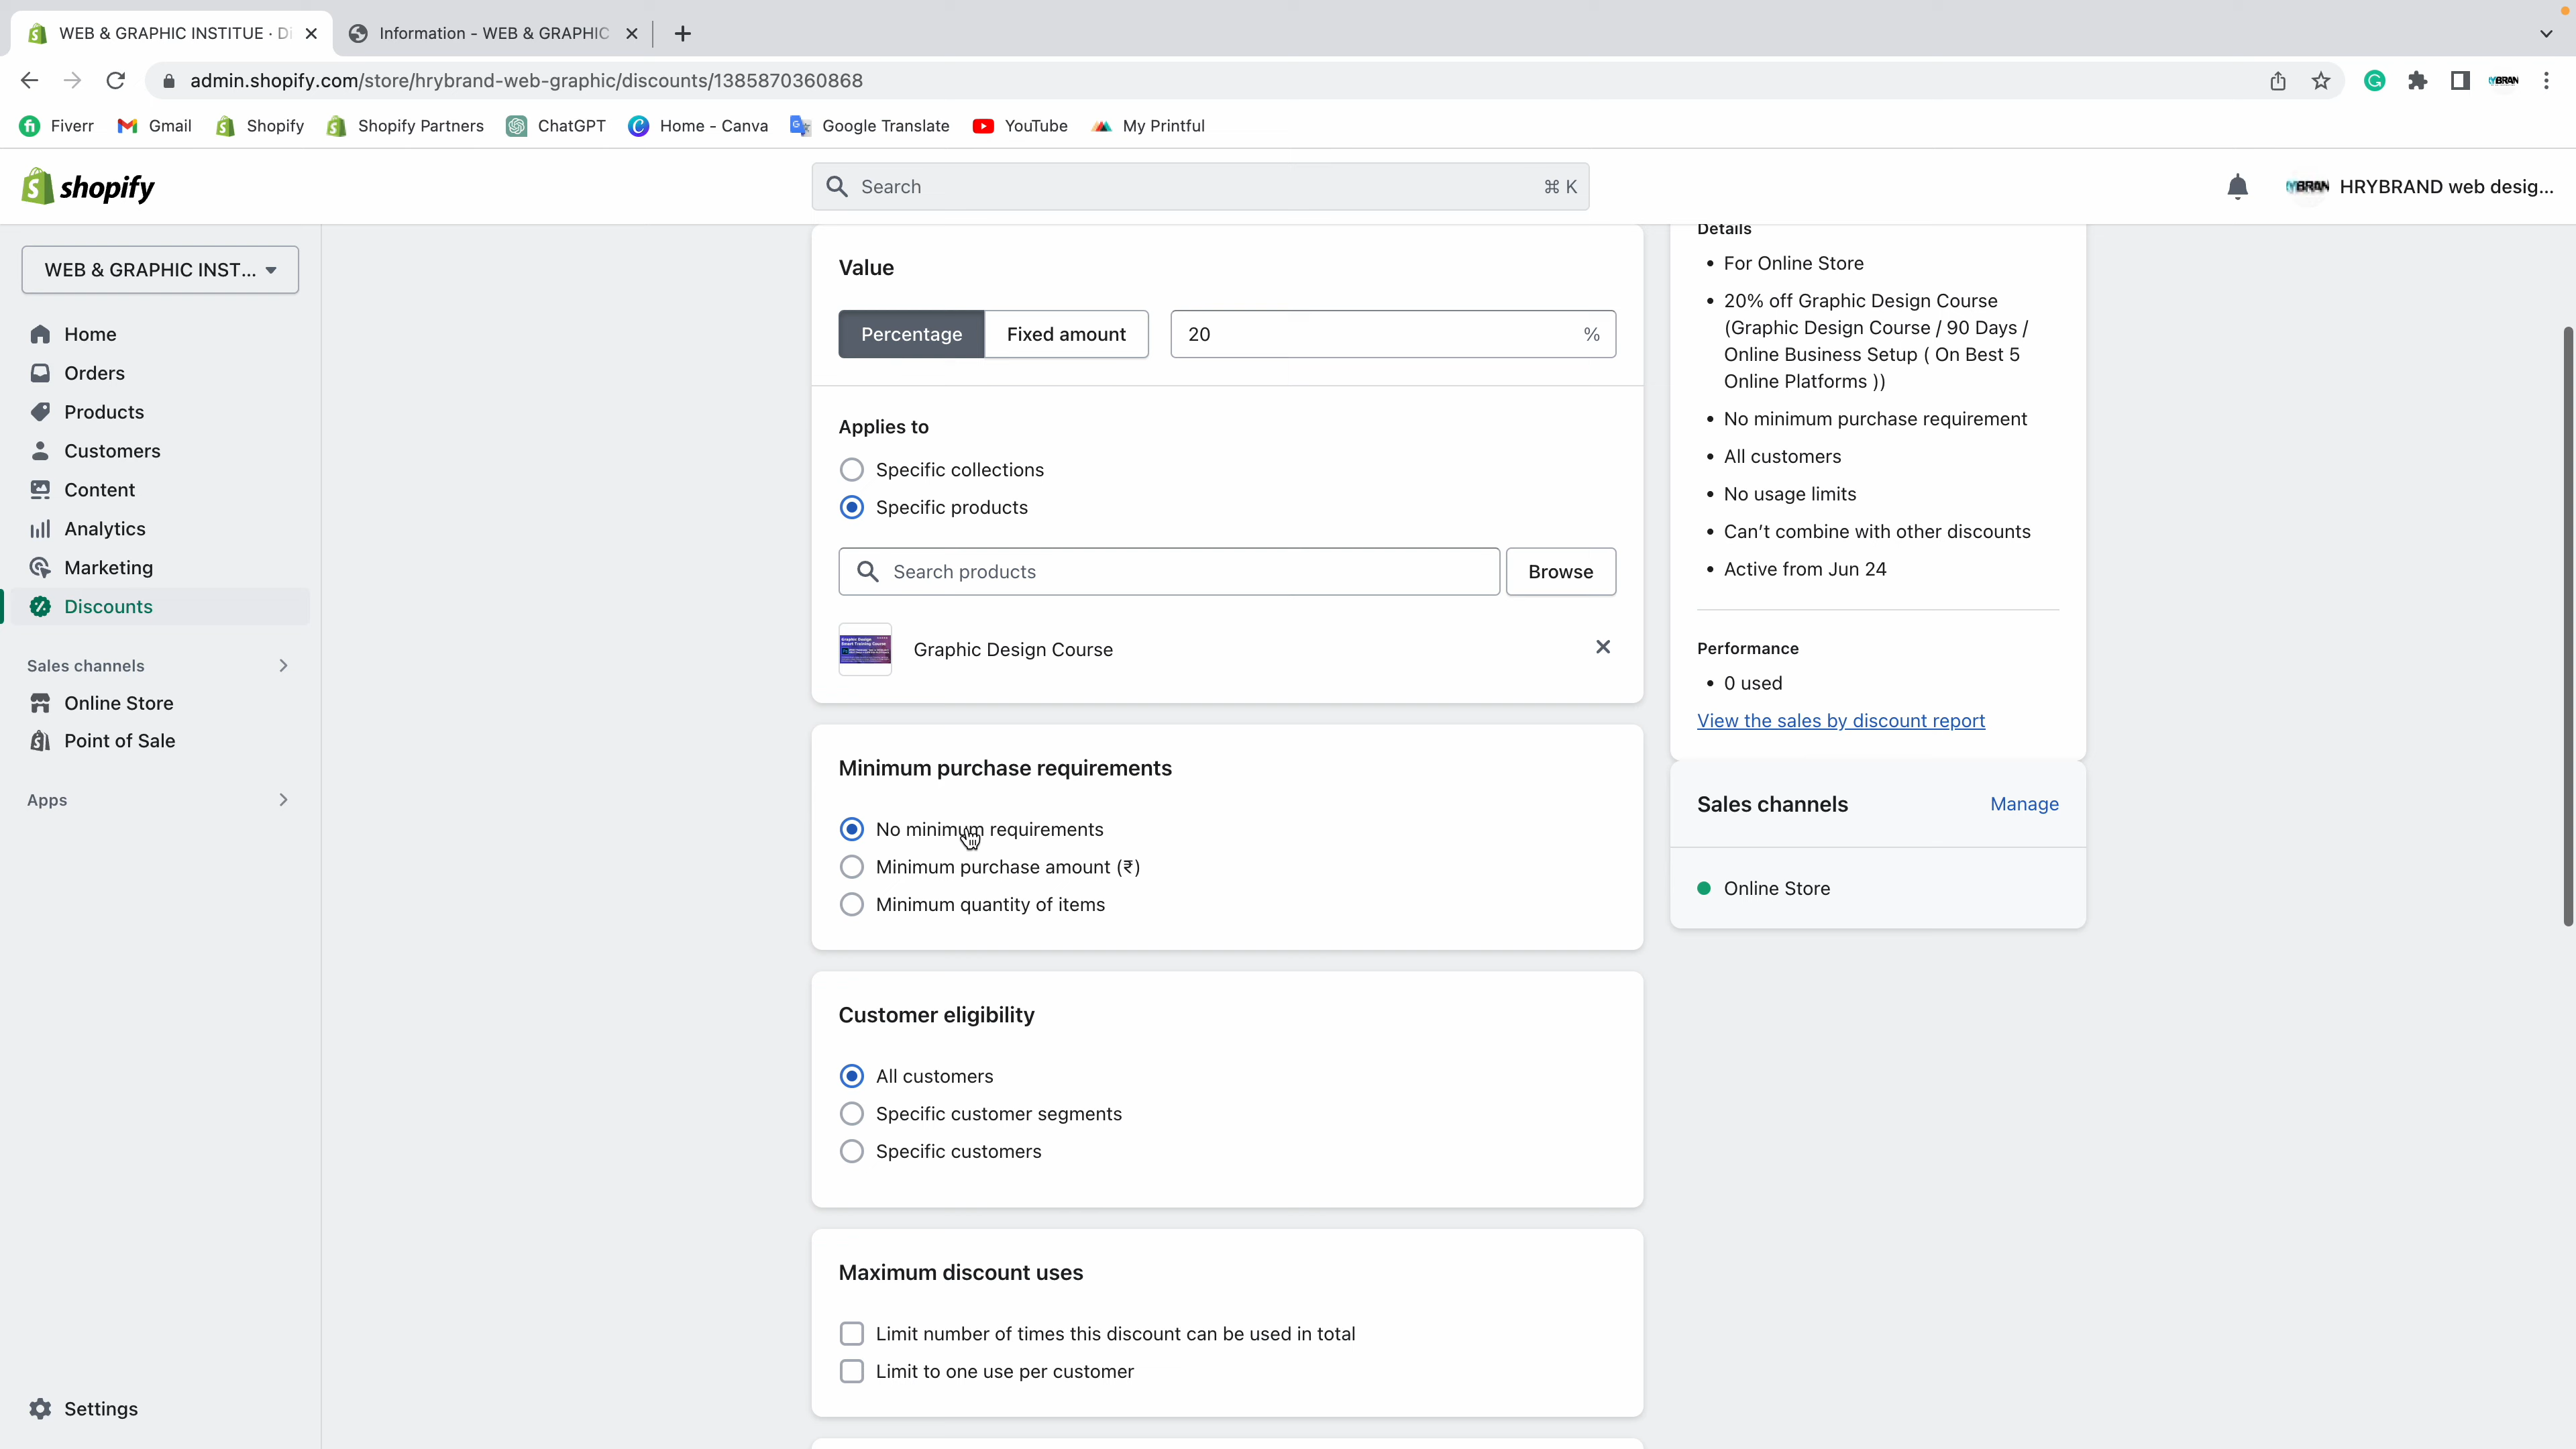 WEB & GRAPHIC INSTITUE · Di
Information - WEB & GRAPHIC
admin.shopify.com/store/hrybrand-web-graphic/discounts/1385870360868
Fiverr
Gmail
Shopify
Shopify Partners
ChatGPT
Home - Canva
Google Translate
YouTube
My Printful
shopify
Search
⌘ K
HRYBRAND web desig...
WEB & GRAPHIC INST...
Home
Orders
Products
Customers
Content
Analytics
Marketing
Discounts
Sales channels
Online Store
Point of Sale
Apps
Settings
Value
Percentage
Fixed amount
20
%
Applies to
Specific collections
Specific products
Search products
Browse
Graphic Design Course
Minimum purchase requirements
No minimum requirements
Minimum purchase amount (₹)
Minimum quantity of items
Customer eligibility
All customers
Specific customer segments
Specific customers
Maximum discount uses
Limit number of times this discount can be used in total
Limit to one use per customer
Details
• For Online Store
• 20% off Graphic Design Course
(Graphic Design Course / 90 Days /
Online Business Setup ( On Best 5
Online Platforms ))
• No minimum purchase requirement
• All customers
• No usage limits
• Can't combine with other discounts
• Active from Jun 24
Performance
• 0 used
View the sales by discount report
Sales channels
Manage
Online Store